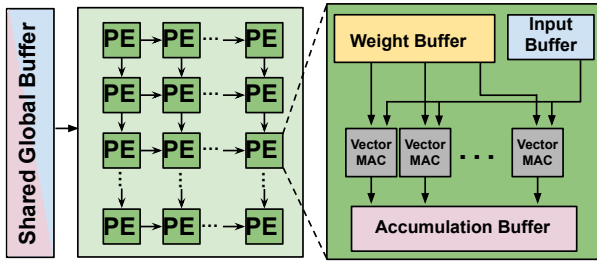 Shared Global Buffer
PE PE ... PE
PE PE ... PE
PE PE ... PE
... ... ...
PE PE ... PE
Weight Buffer
Input
Buffer
Vector
MAC
Vector
MAC
...
Vector
MAC
Accumulation Buffer